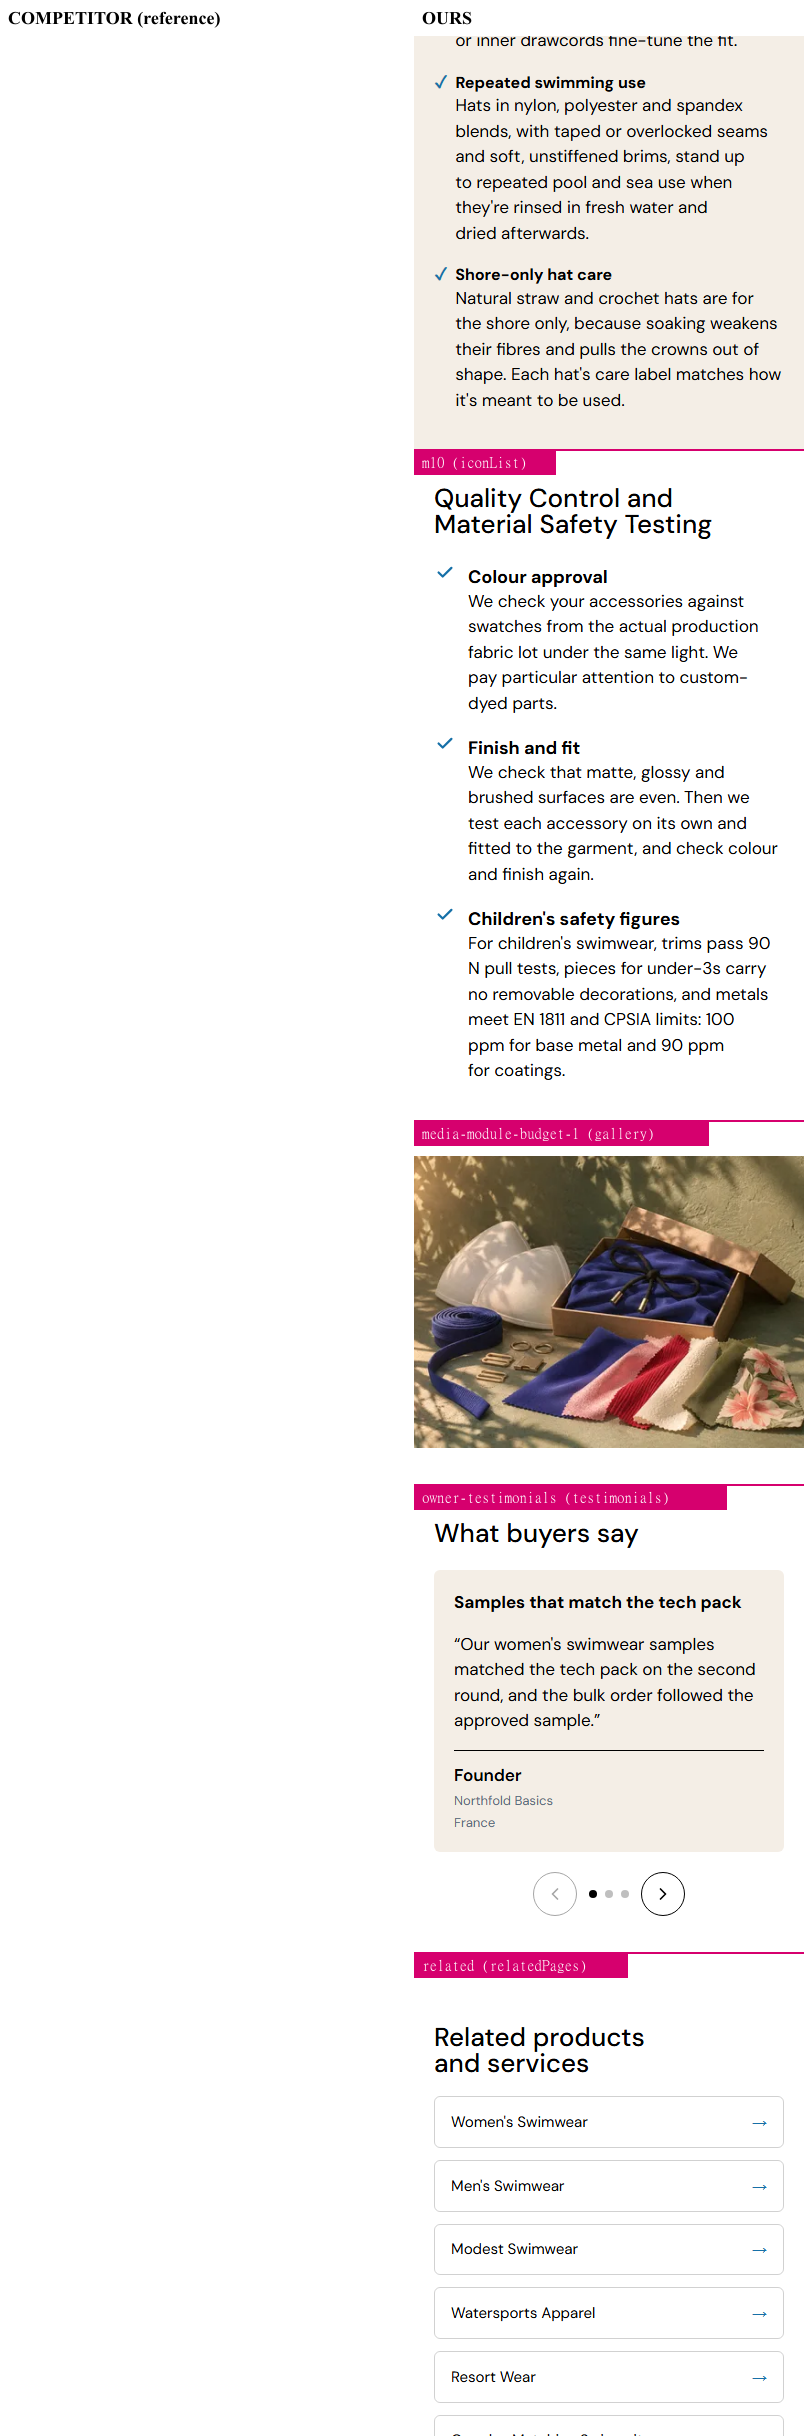 COMPETITOR (reference)
OURS
or inner drawcords fine-tune the fit.
✓ Repeated swimming use
Hats in nylon, polyester and spandex
blends, with taped or overlocked seams
and soft, unstiffened brims, stand up
to repeated pool and sea use when
they're rinsed in fresh water and
dried afterwards.
✓ Shore-only hat care
Natural straw and crochet hats are for
the shore only, because soaking weakens
their fibres and pulls the crowns out of
shape. Each hat's care label matches how
it's meant to be used.
m10 (iconList)
Quality Control and
Material Safety Testing
Colour approval
We check your accessories against
swatches from the actual production
fabric lot under the same light. We
pay particular attention to custom-
dyed parts.
Finish and fit
We check that matte, glossy and
brushed surfaces are even. Then we
test each accessory on its own and
fitted to the garment, and check colour
and finish again.
Children's safety figures
For children's swimwear, trims pass 90
N pull tests, pieces for under-3s carry
no removable decorations, and metals
meet EN 1811 and CPSIA limits: 100
ppm for base metal and 90 ppm
for coatings.
media-module-budget-1 (gallery)
owner-testimonials (testimonials)
What buyers say
Samples that match the tech pack
“Our women's swimwear samples
matched the tech pack on the second
round, and the bulk order followed the
approved sample.”
Founder
Northfold Basics
France
related (relatedPages)
Related products
and services
Women's Swimwear →
Men's Swimwear →
Modest Swimwear →
Watersports Apparel →
Resort Wear →